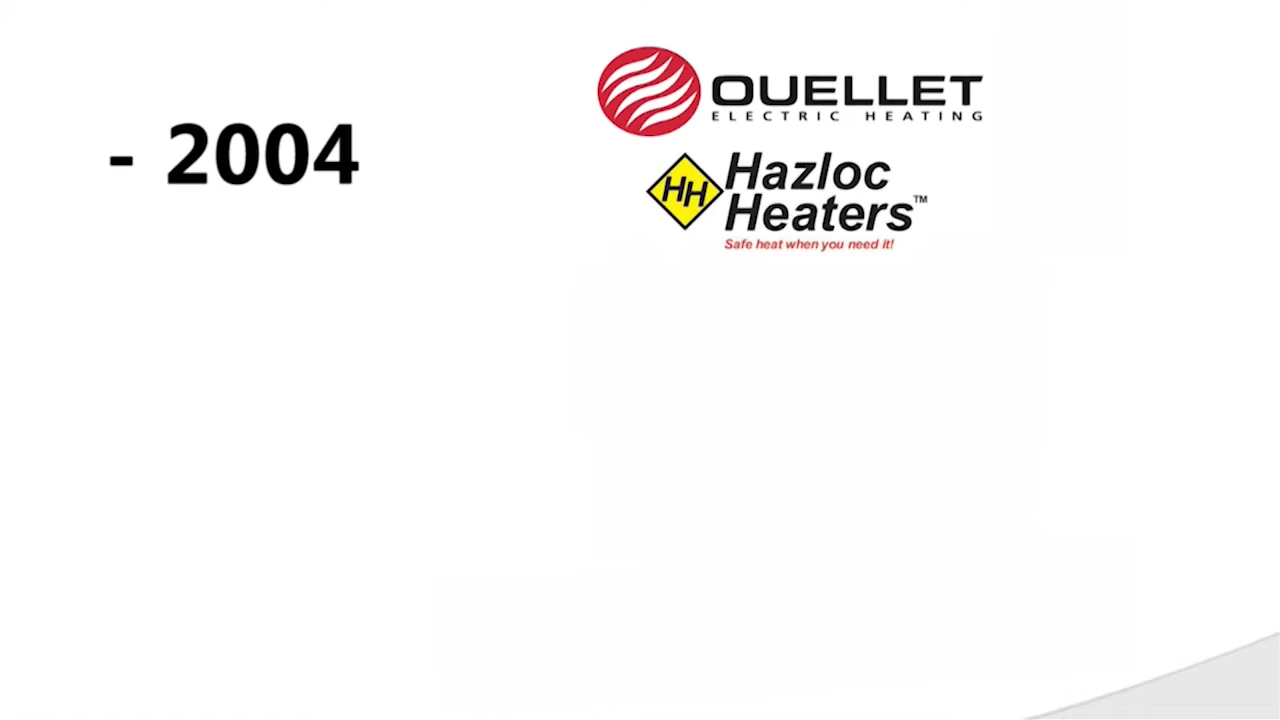 OUELLET
ELECTRIC HEATING
- 2004
HH Hazloc
Heaters™
Safe heat when you need it!